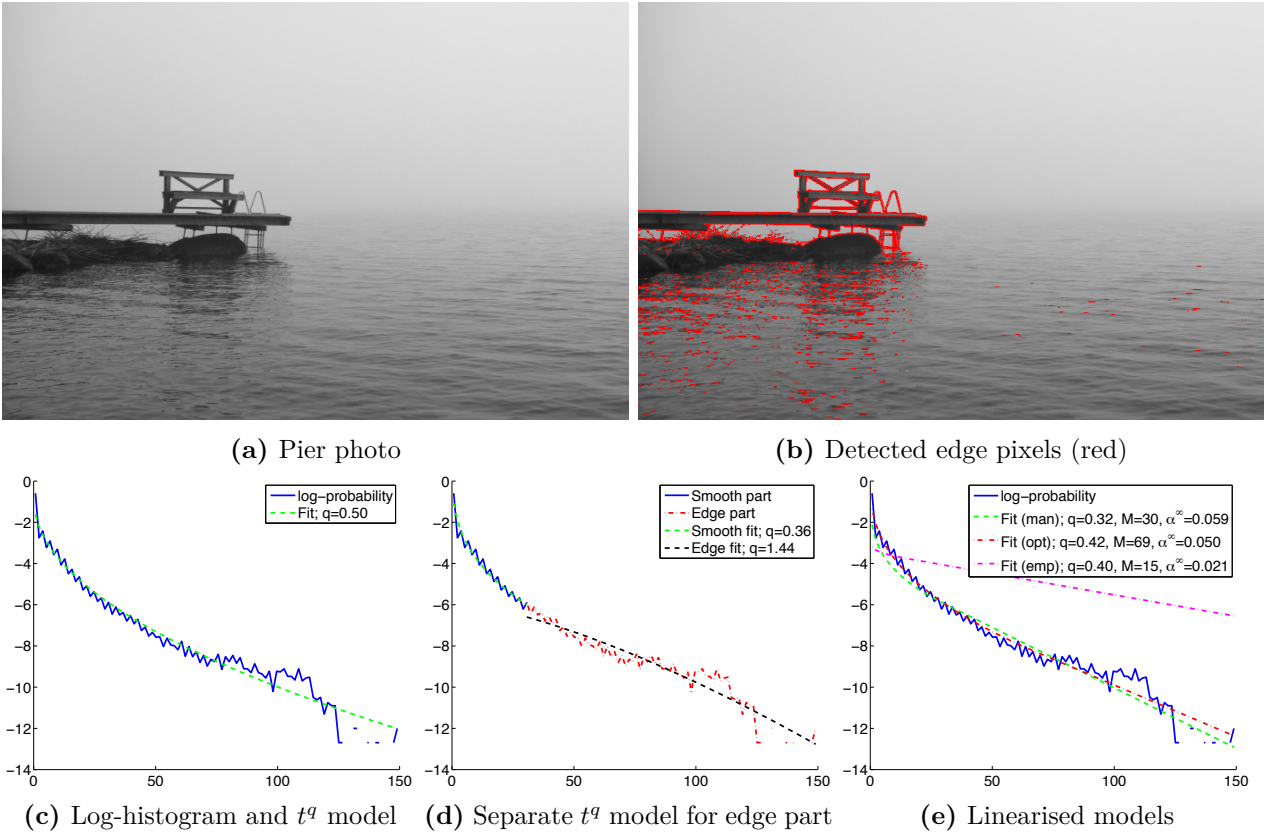 (a) Pier photo
(b) Detected edge pixels (red)
0
−2
−4
−6
−8
−10
−12
−14
0
50
100
150
log−probability
Fit; q=0.50
(c) Log-histogram and t^q model
0
−2
−4
−6
−8
−10
−12
−14
0
50
100
150
Smooth part
Edge part
Smooth fit; q=0.36
Edge fit; q=1.44
(d) Separate t^q model for edge part
0
−2
−4
−6
−8
−10
−12
−14
0
50
100
150
log−probability
Fit (man); q=0.32, M=30, α^∞=0.059
Fit (opt); q=0.42, M=69, α^∞=0.050
Fit (emp); q=0.40, M=15, α^∞=0.021
(e) Linearised models